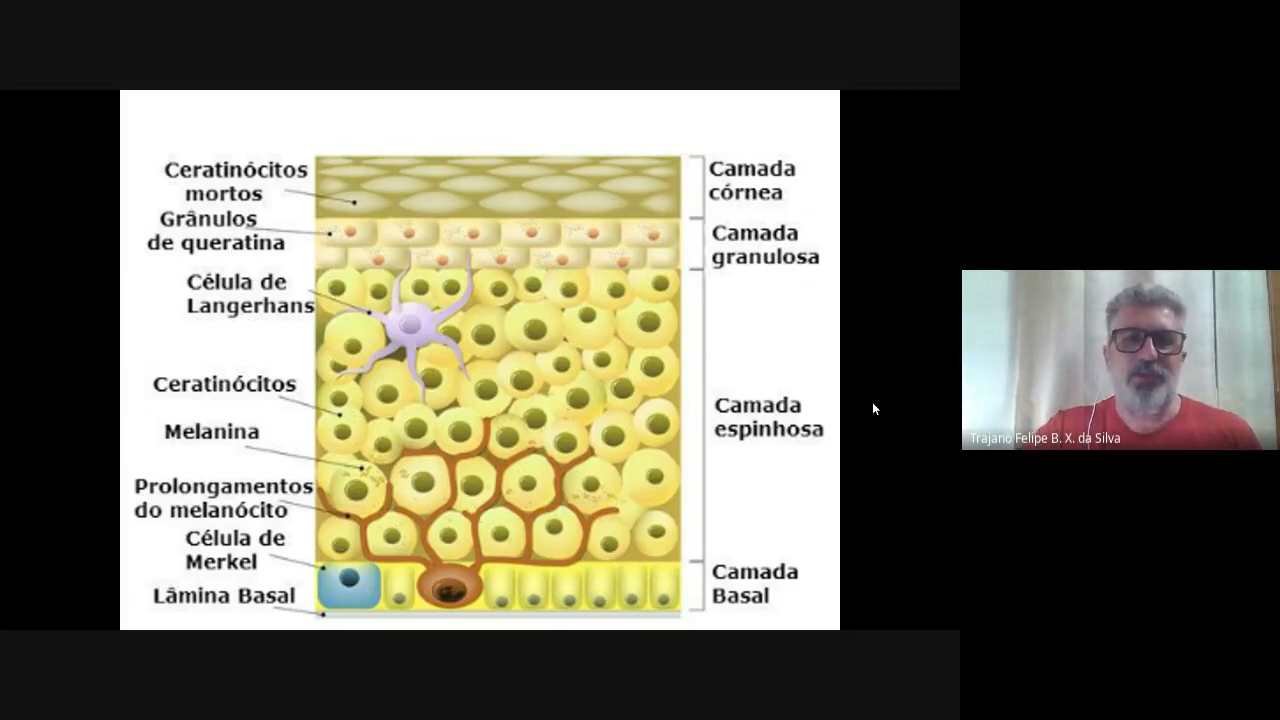 Ceratinócitos
mortos
Grânulos
de queratina
Célula de
Langerhans
Ceratinócitos
Melanina
Prolongamentos
do melanócito
Célula de
Merkel
Lâmina Basal
Camada
córnea
Camada
granulosa
Camada
espinhosa
Camada
Basal
Trajano Felipe B. X. da Silva